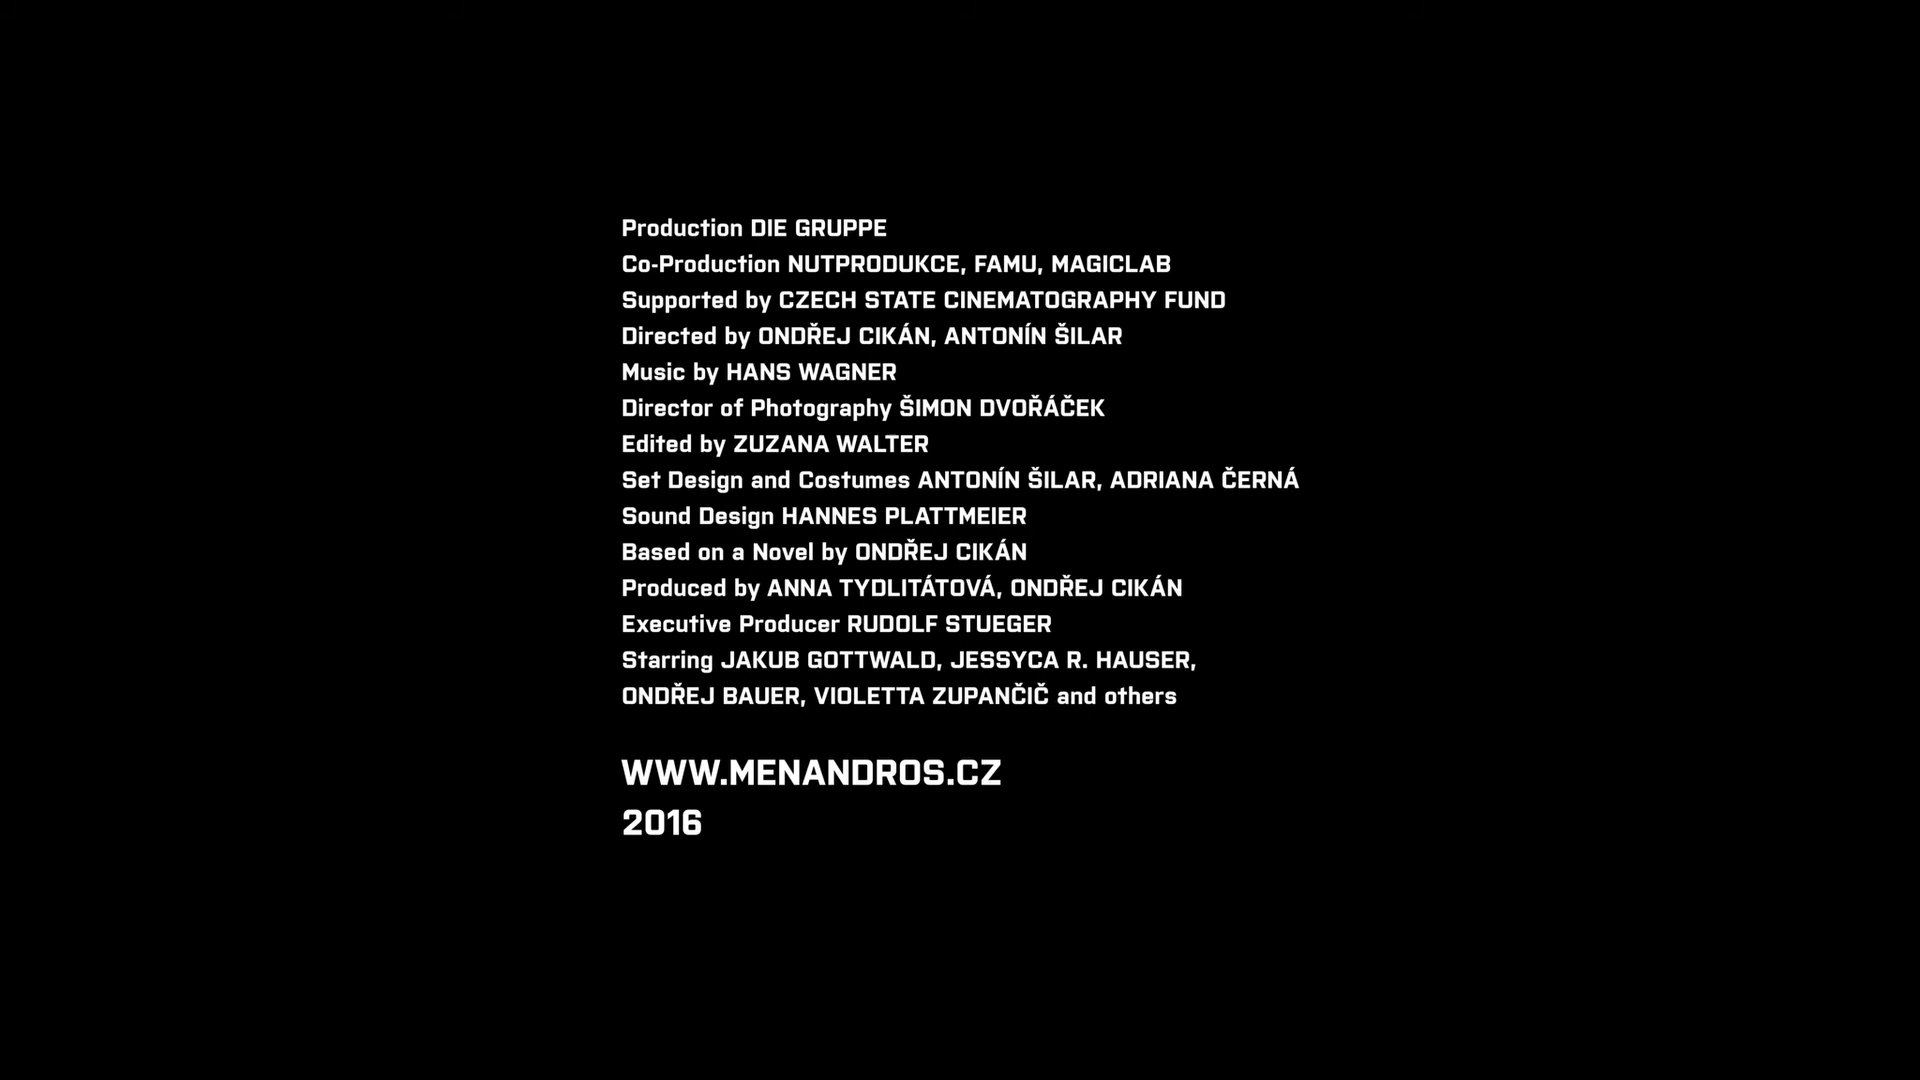 Production DIE GRUPPE
Co-Production NUTPRODUKCE, FAMU, MAGICLAB
Supported by CZECH STATE CINEMATOGRAPHY FUND
Directed by ONDŘEJ CIKÁN, ANTONÍN ŠILAR
Music by HANS WAGNER
Director of Photography ŠIMON DVOŘÁČEK
Edited by ZUZANA WALTER
Set Design and Costumes ANTONÍN ŠILAR, ADRIANA ČERNÁ
Sound Design HANNES PLATTMEIER
Based on a Novel by ONDŘEJ CIKÁN
Produced by ANNA TYDLITÁTOVÁ, ONDŘEJ CIKÁN
Executive Producer RUDOLF STUEGER
Starring JAKUB GOTTWALD, JESSYCA R. HAUSER,
ONDŘEJ BAUER, VIOLETTA ZUPANČIČ and others
WWW.MENANDROS.CZ
2016